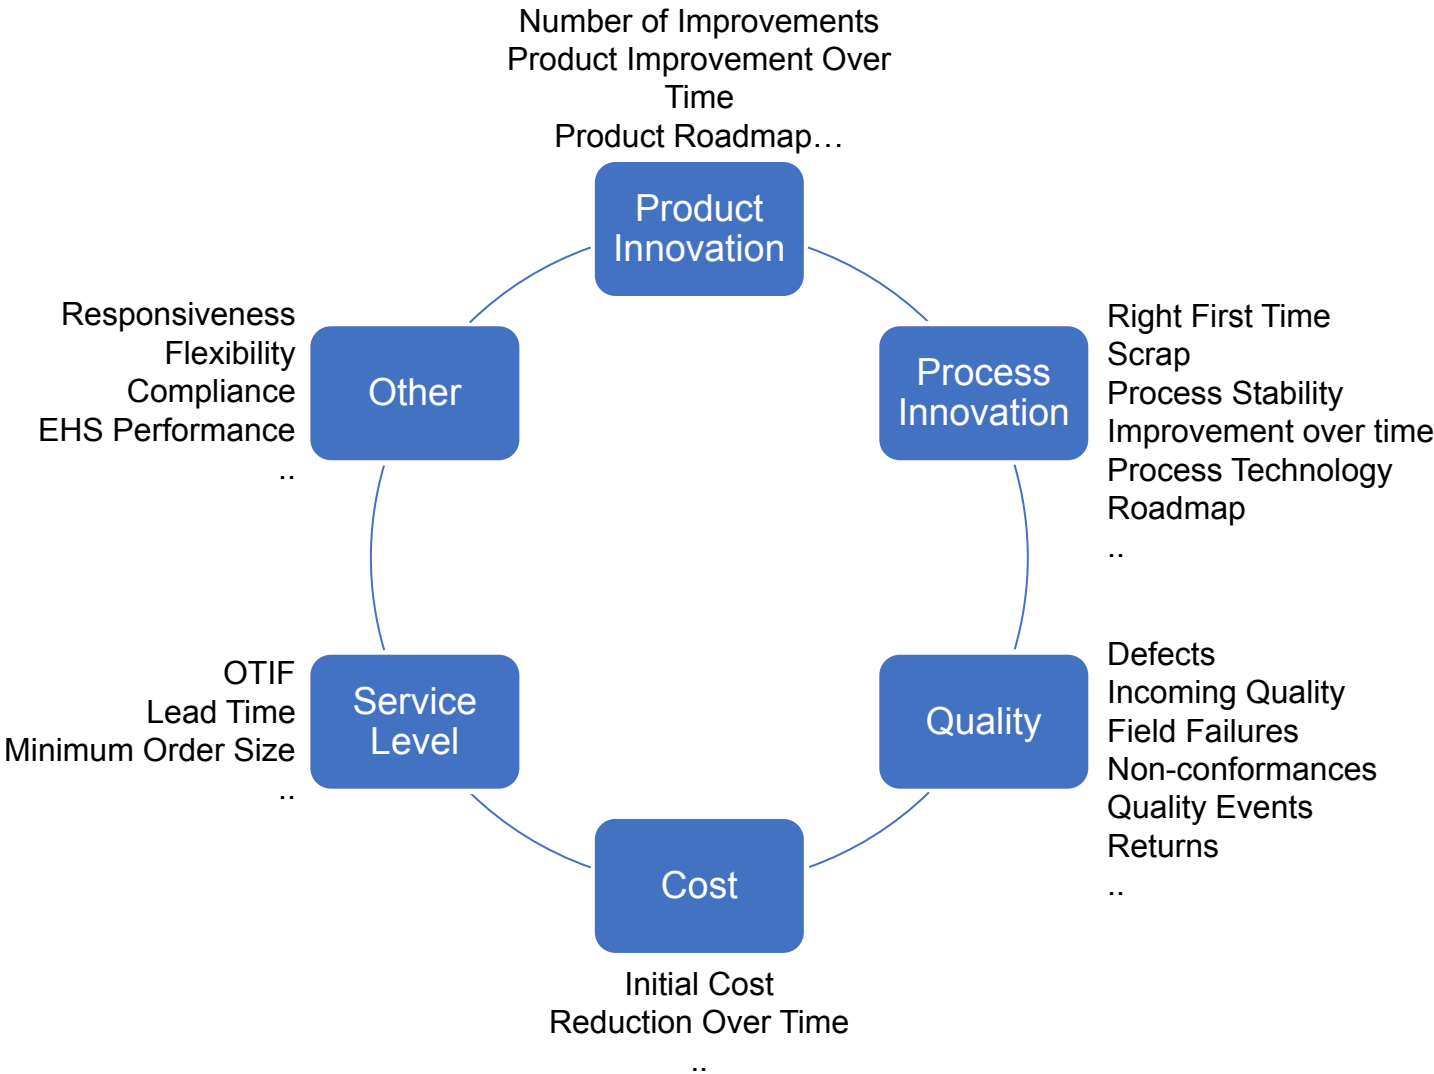 Number of Improvements
Product Improvement Over
Time
Product Roadmap…
Product
Innovation
Right First Time
Scrap
Process Stability
Improvement over time
Process Technology
Roadmap
..
Process
Innovation
Defects
Incoming Quality
Field Failures
Non-conformances
Quality Events
Returns
..
Quality
Cost
Initial Cost
Reduction Over Time
..
Service
Level
OTIF
Lead Time
Minimum Order Size
..
Other
Responsiveness
Flexibility
Compliance
EHS Performance
..